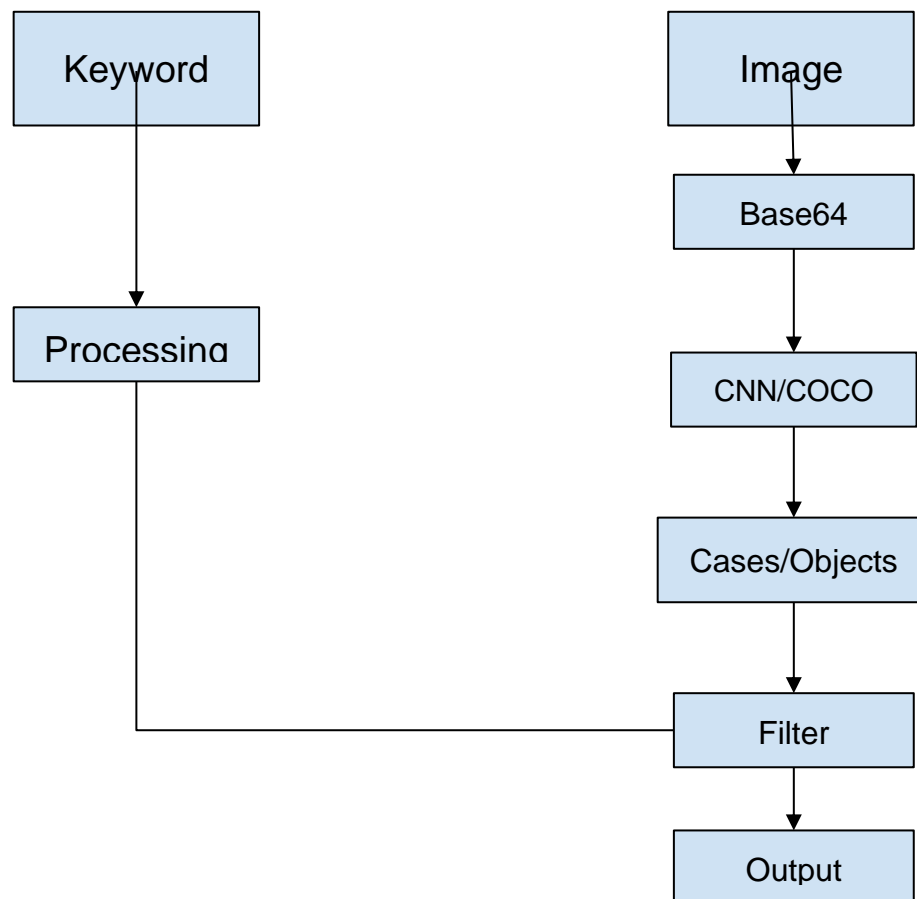 Keyword
Image
Base64
Processing
CNN/COCO
Cases/Objects
Filter
Output